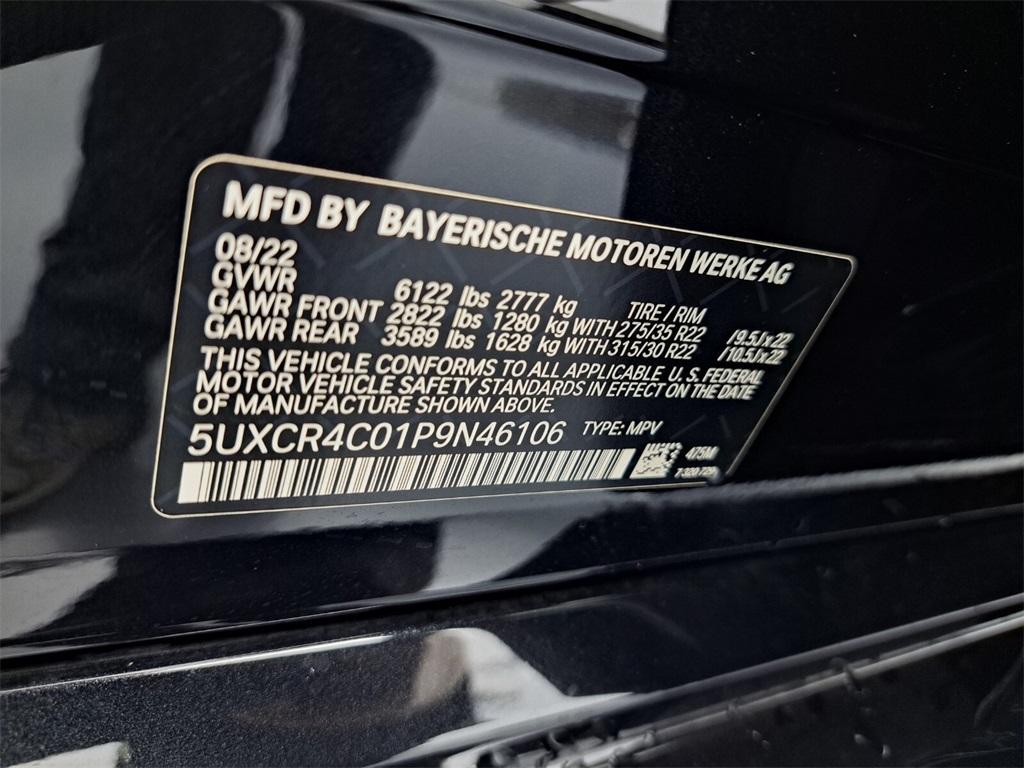 MFD BY BAYERISCHE MOTOREN WERKE AG
08/22
GVWR 6122 lbs 2777 kg TIRE / RIM
GAWR FRONT 2822 lbs 1280 kg WITH 275/35 R22 /9.5Jx22
GAWR REAR 3589 lbs 1628 kg WITH 315/30 R22 /10.5Jx22
THIS VEHICLE CONFORMS TO ALL APPLICABLE U.S. FEDERAL
MOTOR VEHICLE SAFETY STANDARDS IN EFFECT ON THE DATE
OF MANUFACTURE SHOWN ABOVE.
5UXCR4C01P9N46106 TYPE: MPV
475M